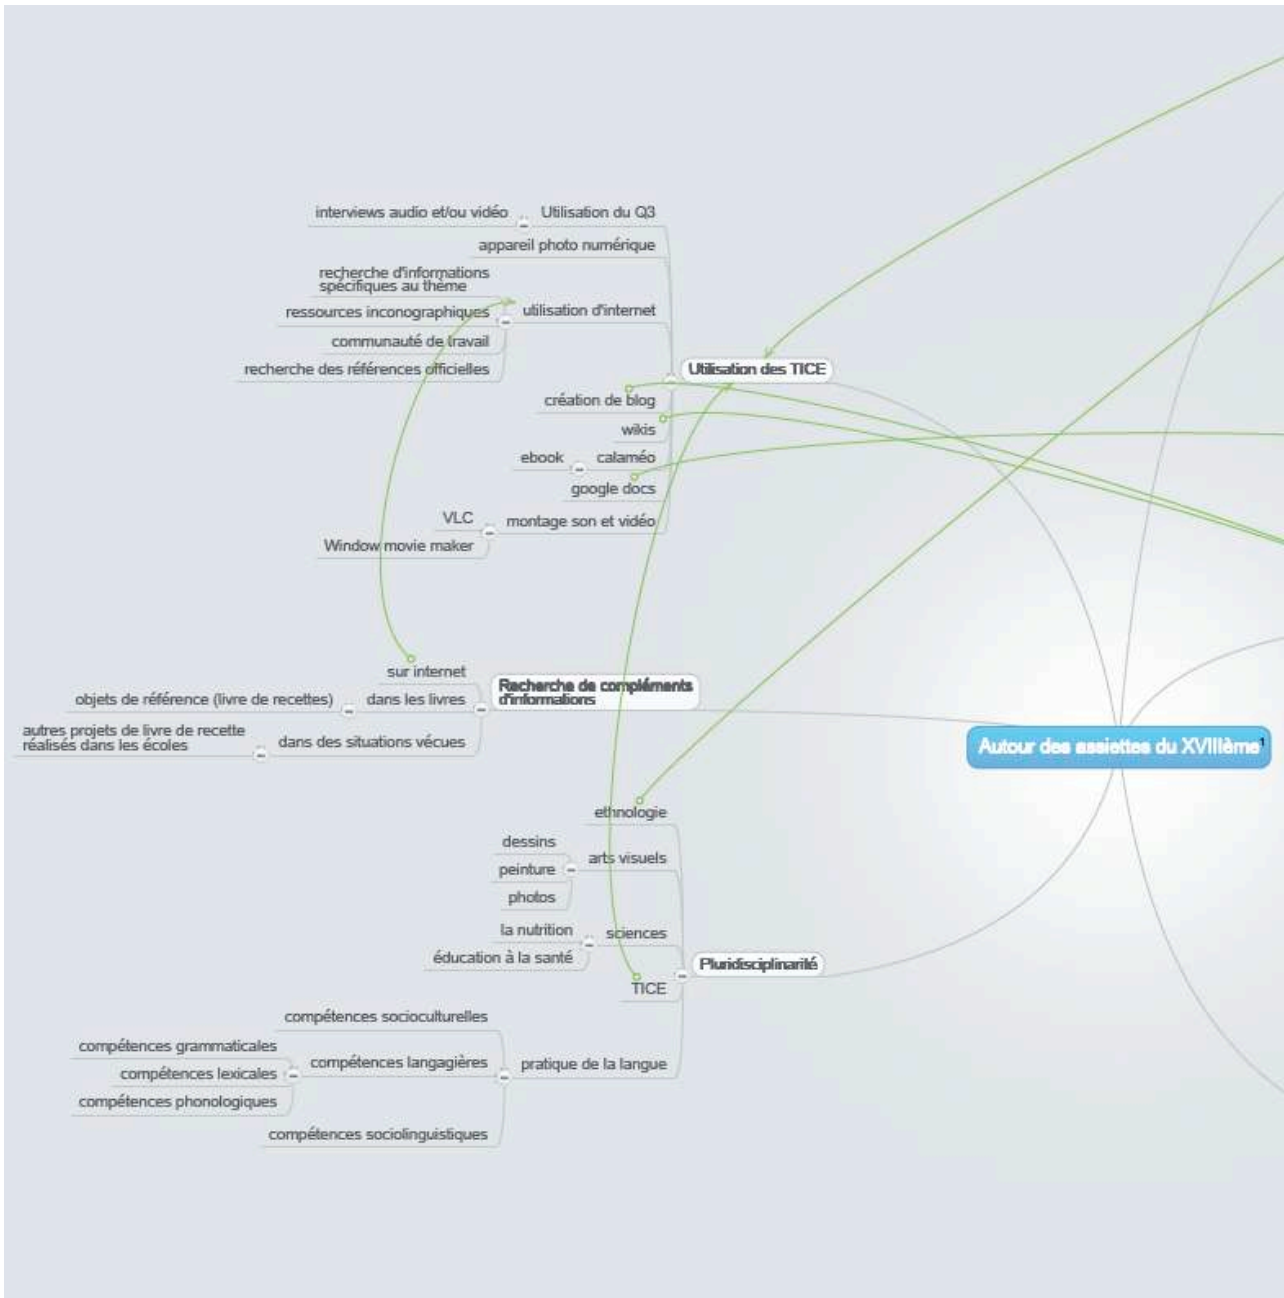 interviews audio et/ou vidéo
Utilisation du Q3
appareil photo numérique
recherche d'informations
spécifiques au thème
ressources inconographiques
utilisation d'internet
communauté de travail
recherche des références officielles
Utilisation des TICE
création de blog
wikis
ebook
calaméo
google docs
VLC
montage son et vidéo
Window movie maker
sur internet
Recherche de compléments
d'informations
objets de référence (livre de recettes)
dans les livres
autres projets de livre de recette
réalisés dans les écoles
dans des situations vécues
Autour des assiettes du XVIIIème¹
ethnologie
dessins
arts visuels
peinture
photos
la nutrition
sciences
éducation à la santé
Pluridisciplinarité
TICE
compétences socioculturelles
compétences grammaticales
compétences langagières
pratique de la langue
compétences lexicales
compétences phonologiques
compétences sociolinguistiques